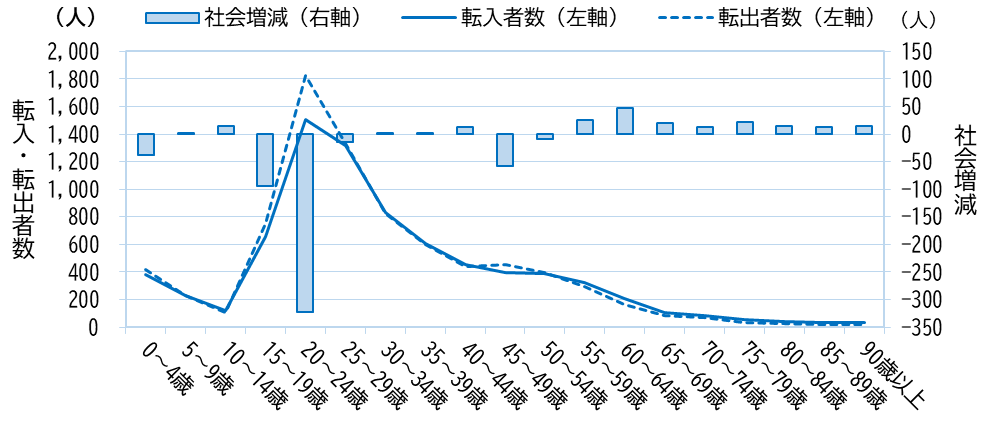 （人） 社会増減（右軸） 転入者数（左軸） 転出者数（左軸） （人）
2,000
1,800
1,600
1,400
1,200
1,000
800
600
400
200
0
転入・転出者数
150
100
50
0
-50
-100
-150
-200
-250
-300
-350
社会増減
0～4歳
5～9歳
10～14歳
15～19歳
20～24歳
25～29歳
30～34歳
35～39歳
40～44歳
45～49歳
50～54歳
55～59歳
60～64歳
65～69歳
70～74歳
75～79歳
80～84歳
85～89歳
90歳以上